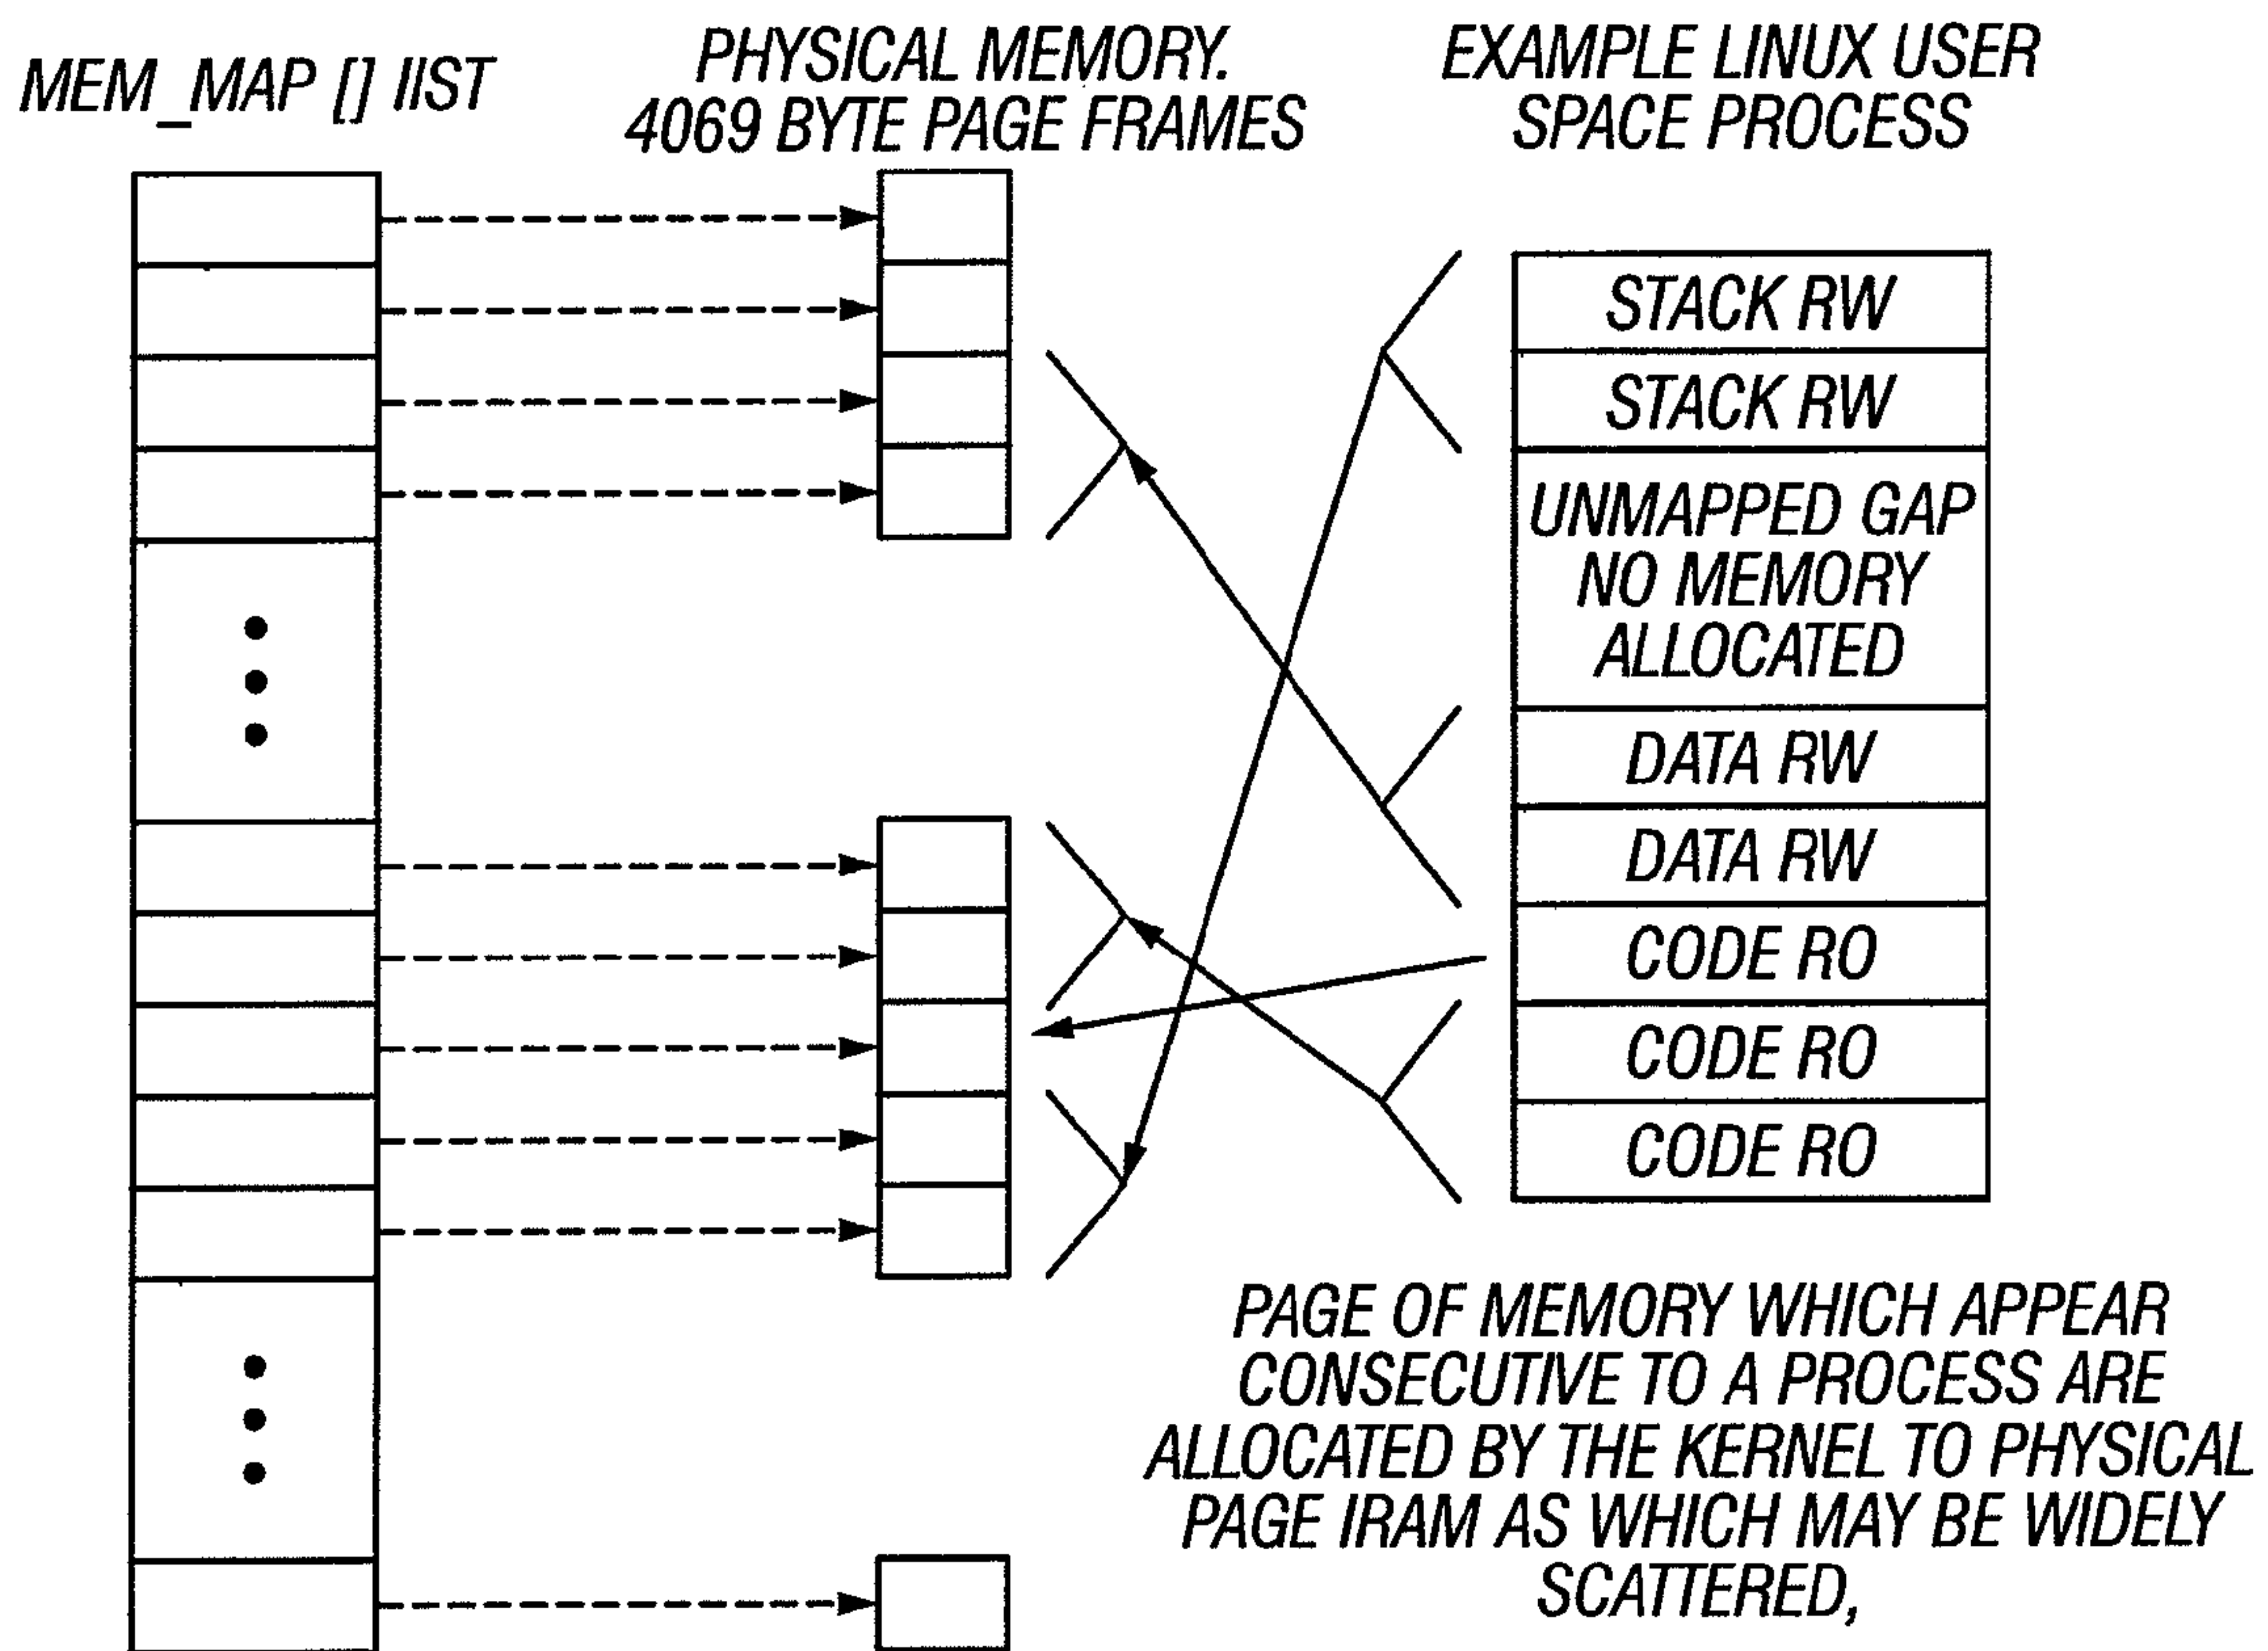 MEM_MAP [] IIST
PHYSICAL MEMORY.
4069 BYTE PAGE FRAMES
EXAMPLE LINUX USER
SPACE PROCESS
STACK RW
STACK RW
UNMAPPED GAP
NO MEMORY
ALLOCATED
DATA RW
DATA RW
CODE RO
CODE RO
CODE RO
PAGE OF MEMORY WHICH APPEAR
CONSECUTIVE TO A PROCESS ARE
ALLOCATED BY THE KERNEL TO PHYSICAL
PAGE IRAM AS WHICH MAY BE WIDELY
SCATTERED,